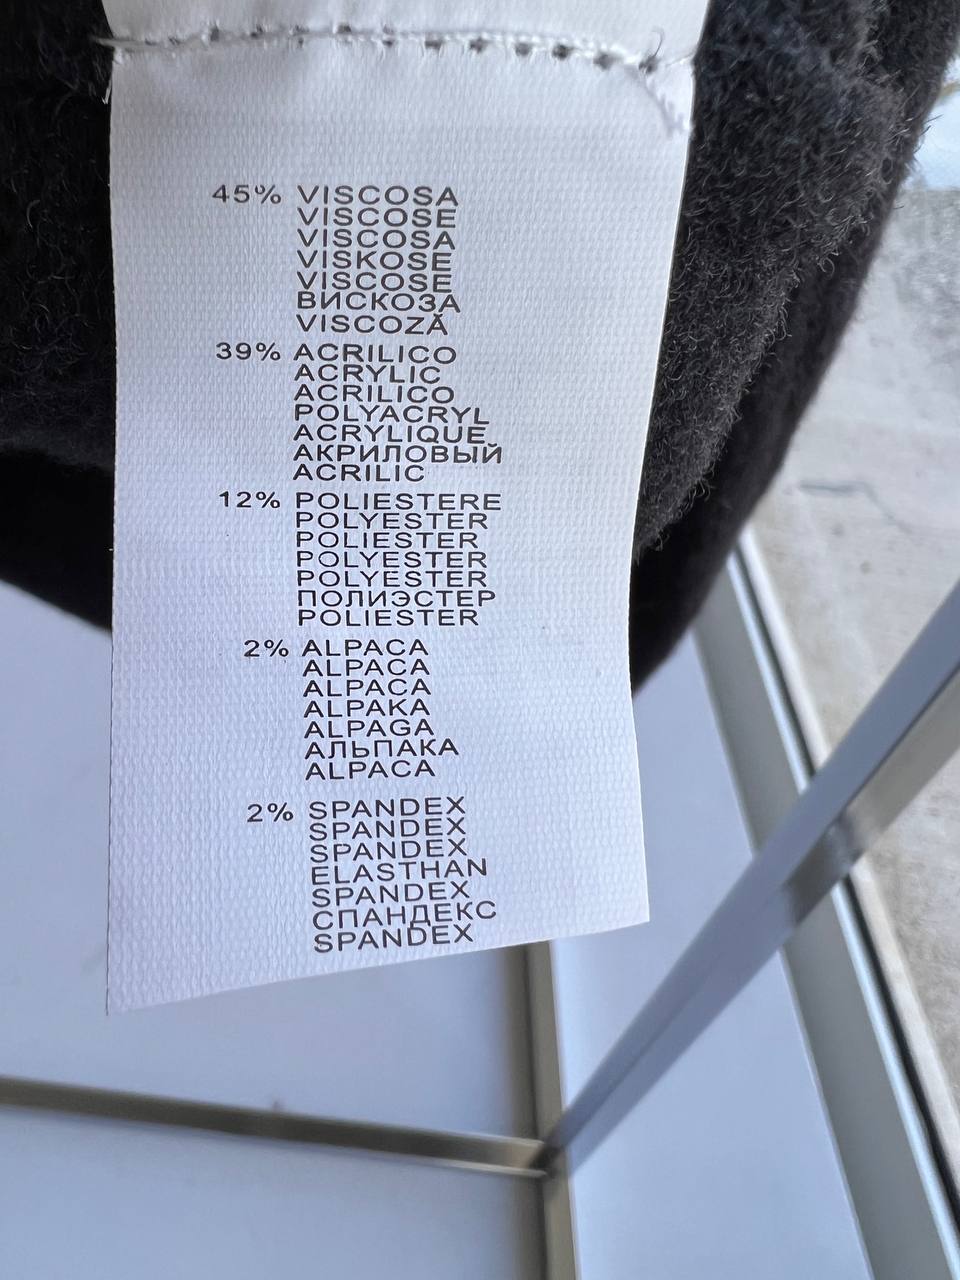 45% VISCOSA
VISCOSE
VISCOSA
VISKOSE
VISCOSE
ВИСКОЗА
VISCOZĂ
39% ACRILICO
ACRYLIC
ACRILICO
POLYACRYL
ACRYLIQUE
АКРИЛОВЫЙ
ACRILIC
12% POLIESTERE
POLYESTER
POLIESTER
POLYESTER
POLYESTER
ПОЛИЭСТЕР
POLIESTER
2% ALPACA
ALPACA
ALPACA
ALPAKA
ALPAGA
АЛЬПАКА
ALPACA
2% SPANDEX
SPANDEX
SPANDEX
ELASTHAN
SPANDEX
СПАНДЕКС
SPANDEX